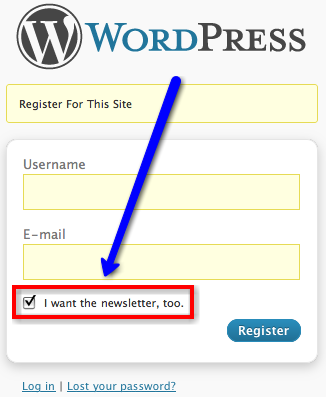 WORDPRESS
Register For This Site
Username
E-mail
I want the newsletter, too.
Register
Log in | Lost your password?